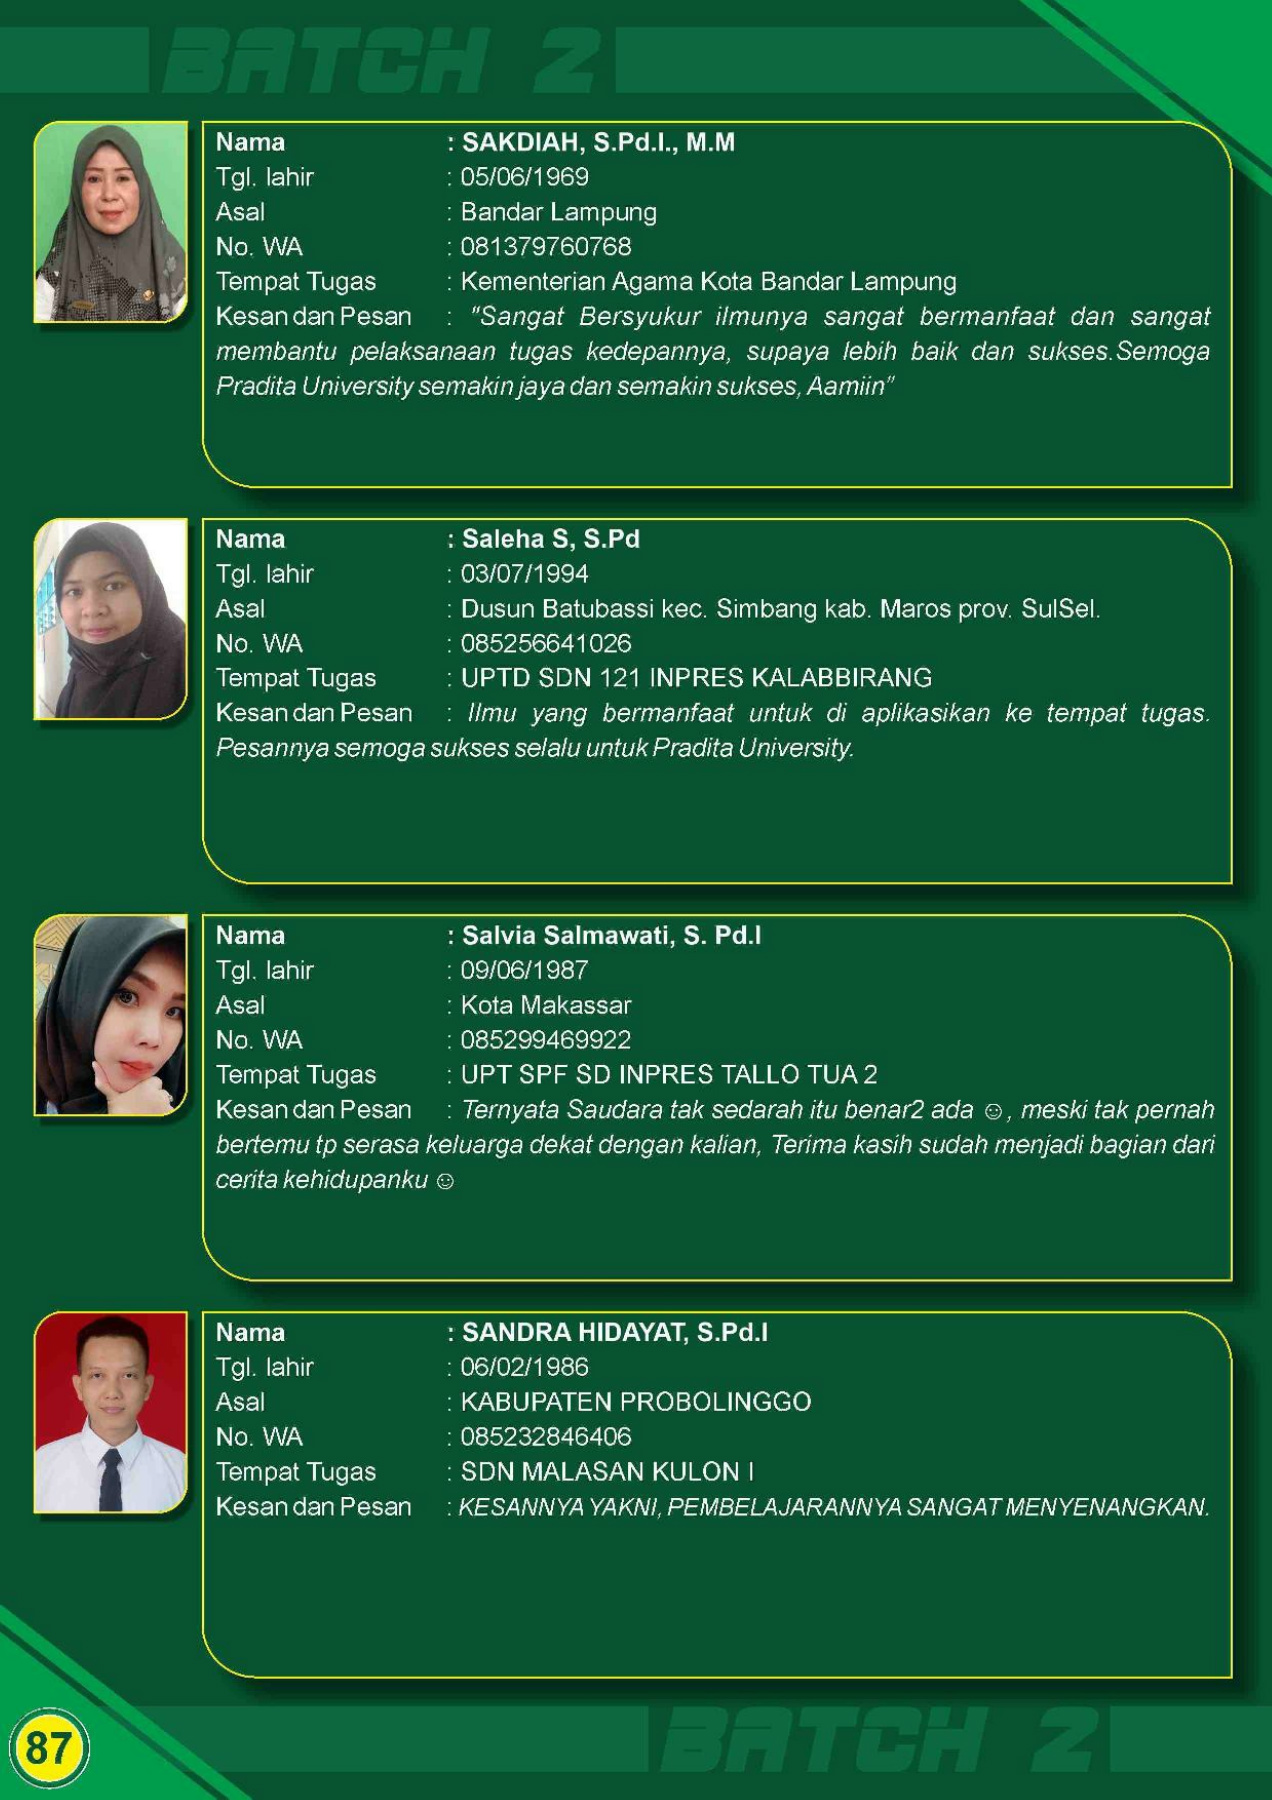 BATCH 2
Nama : SAKDIAH, S.Pd.I., M.M
Tgl. lahir : 05/06/1969
Asal : Bandar Lampung
No. WA : 081379760768
Tempat Tugas : Kementerian Agama Kota Bandar Lampung
Kesan dan Pesan : "Sangat Bersyukur ilmunya sangat bermanfaat dan sangat
membantu pelaksanaan tugas kedepannya, supaya lebih baik dan sukses.Semoga
Pradita University semakin jaya dan semakin sukses, Aamiin"
Nama : Saleha S, S.Pd
Tgl. lahir : 03/07/1994
Asal : Dusun Batubassi kec. Simbang kab. Maros prov. SulSel.
No. WA : 085256641026
Tempat Tugas : UPTD SDN 121 INPRES KALABBIRANG
Kesan dan Pesan : Ilmu yang bermanfaat untuk di aplikasikan ke tempat tugas.
Pesannya semoga sukses selalu untuk Pradita University.
Nama : Salvia Salmawati, S. Pd.I
Tgl. lahir : 09/06/1987
Asal : Kota Makassar
No. WA : 085299469922
Tempat Tugas : UPT SPF SD INPRES TALLO TUA 2
Kesan dan Pesan : Ternyata Saudara tak sedarah itu benar2 ada ☺, meski tak pernah
bertemu tp serasa keluarga dekat dengan kalian, Terima kasih sudah menjadi bagian dari
cerita kehidupanku ☺
Nama : SANDRA HIDAYAT, S.Pd.I
Tgl. lahir : 06/02/1986
Asal : KABUPATEN PROBOLINGGO
No. WA : 085232846406
Tempat Tugas : SDN MALASAN KULON I
Kesan dan Pesan : KESANNYA YAKNI, PEMBELAJARANNYA SANGAT MENYENANGKAN.
87
BATCH 2